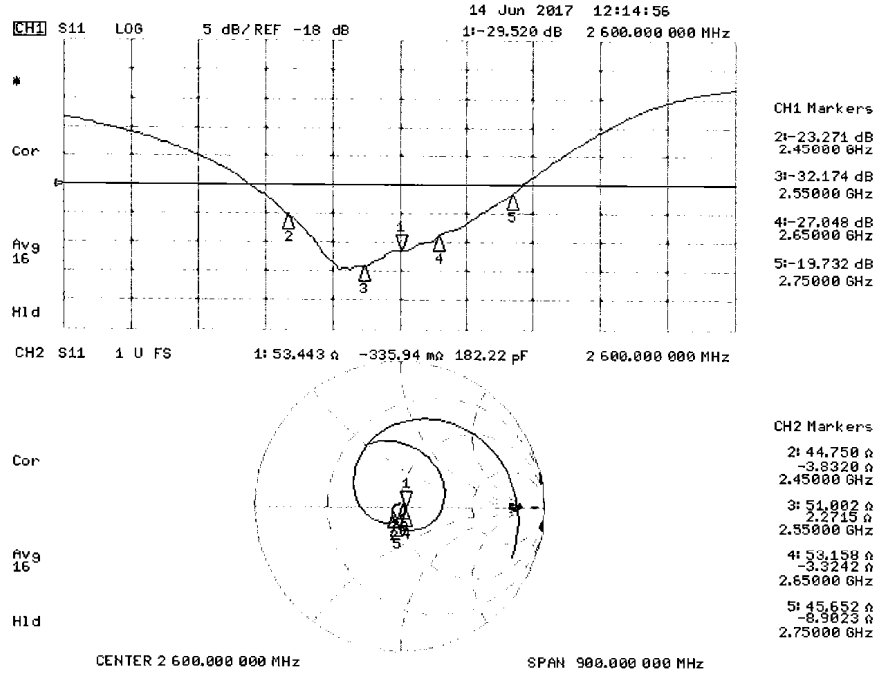 14 Jun 2017 12:14:56
CH1 S11 LOG 5 dB/ REF -18 dB 1:-29.520 dB 2 600.000 000 MHz
*
CH1 Markers
2:-23.271 dB
2.45000 GHz
Cor
3:-32.174 dB
2.55000 GHz
4:-27.048 dB
2.65000 GHz
Avg
16
5:-19.732 dB
2.75000 GHz
Hld
1
2
3
4
5
CH2 S11 1 U FS 1: 53.443 Ω -335.94 mΩ 182.22 pF 2 600.000 000 MHz
CH2 Markers
Cor
2: 44.750 Ω
-3.8320 Ω
2.45000 GHz
3: 51.002 Ω
2.2715 Ω
2.55000 GHz
Avg
16
4: 53.158 Ω
-3.3242 Ω
2.65000 GHz
5: 45.652 Ω
-8.9023 Ω
2.75000 GHz
Hld
1
2
4
5
CENTER 2 600.000 000 MHz SPAN 900.000 000 MHz